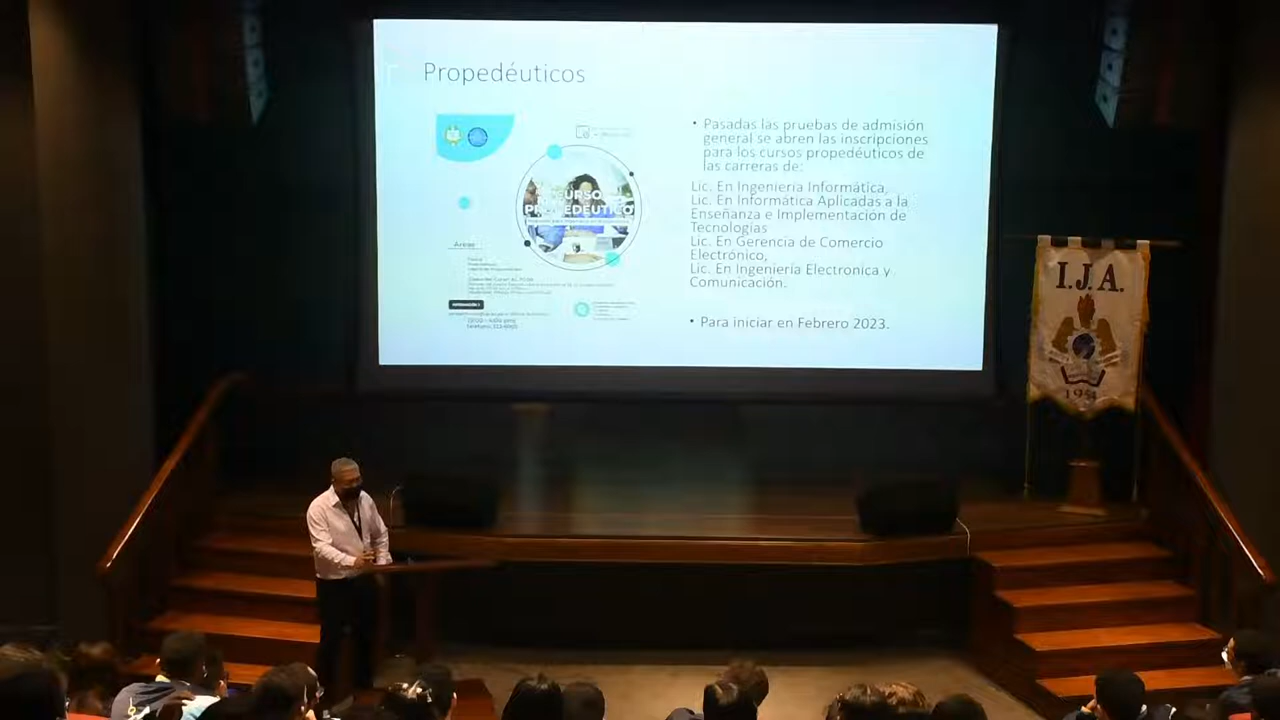 Propedéuticos
CURSO
PROPEDÉUTICO
Áreas
• Pasadas las pruebas de admisión
general se abren las inscripciones
para los cursos propedéuticos de
las carreras de:
Lic. En Ingeniería Informática,
Lic. En Informática Aplicadas a la
Enseñanza e Implementación de
Tecnologías
Lic. En Gerencia de Comercio
Electrónico,
Lic. En Ingeniería Electronica y
Comunicación.
• Para iniciar en Febrero 2023.
I.J.A.
1954